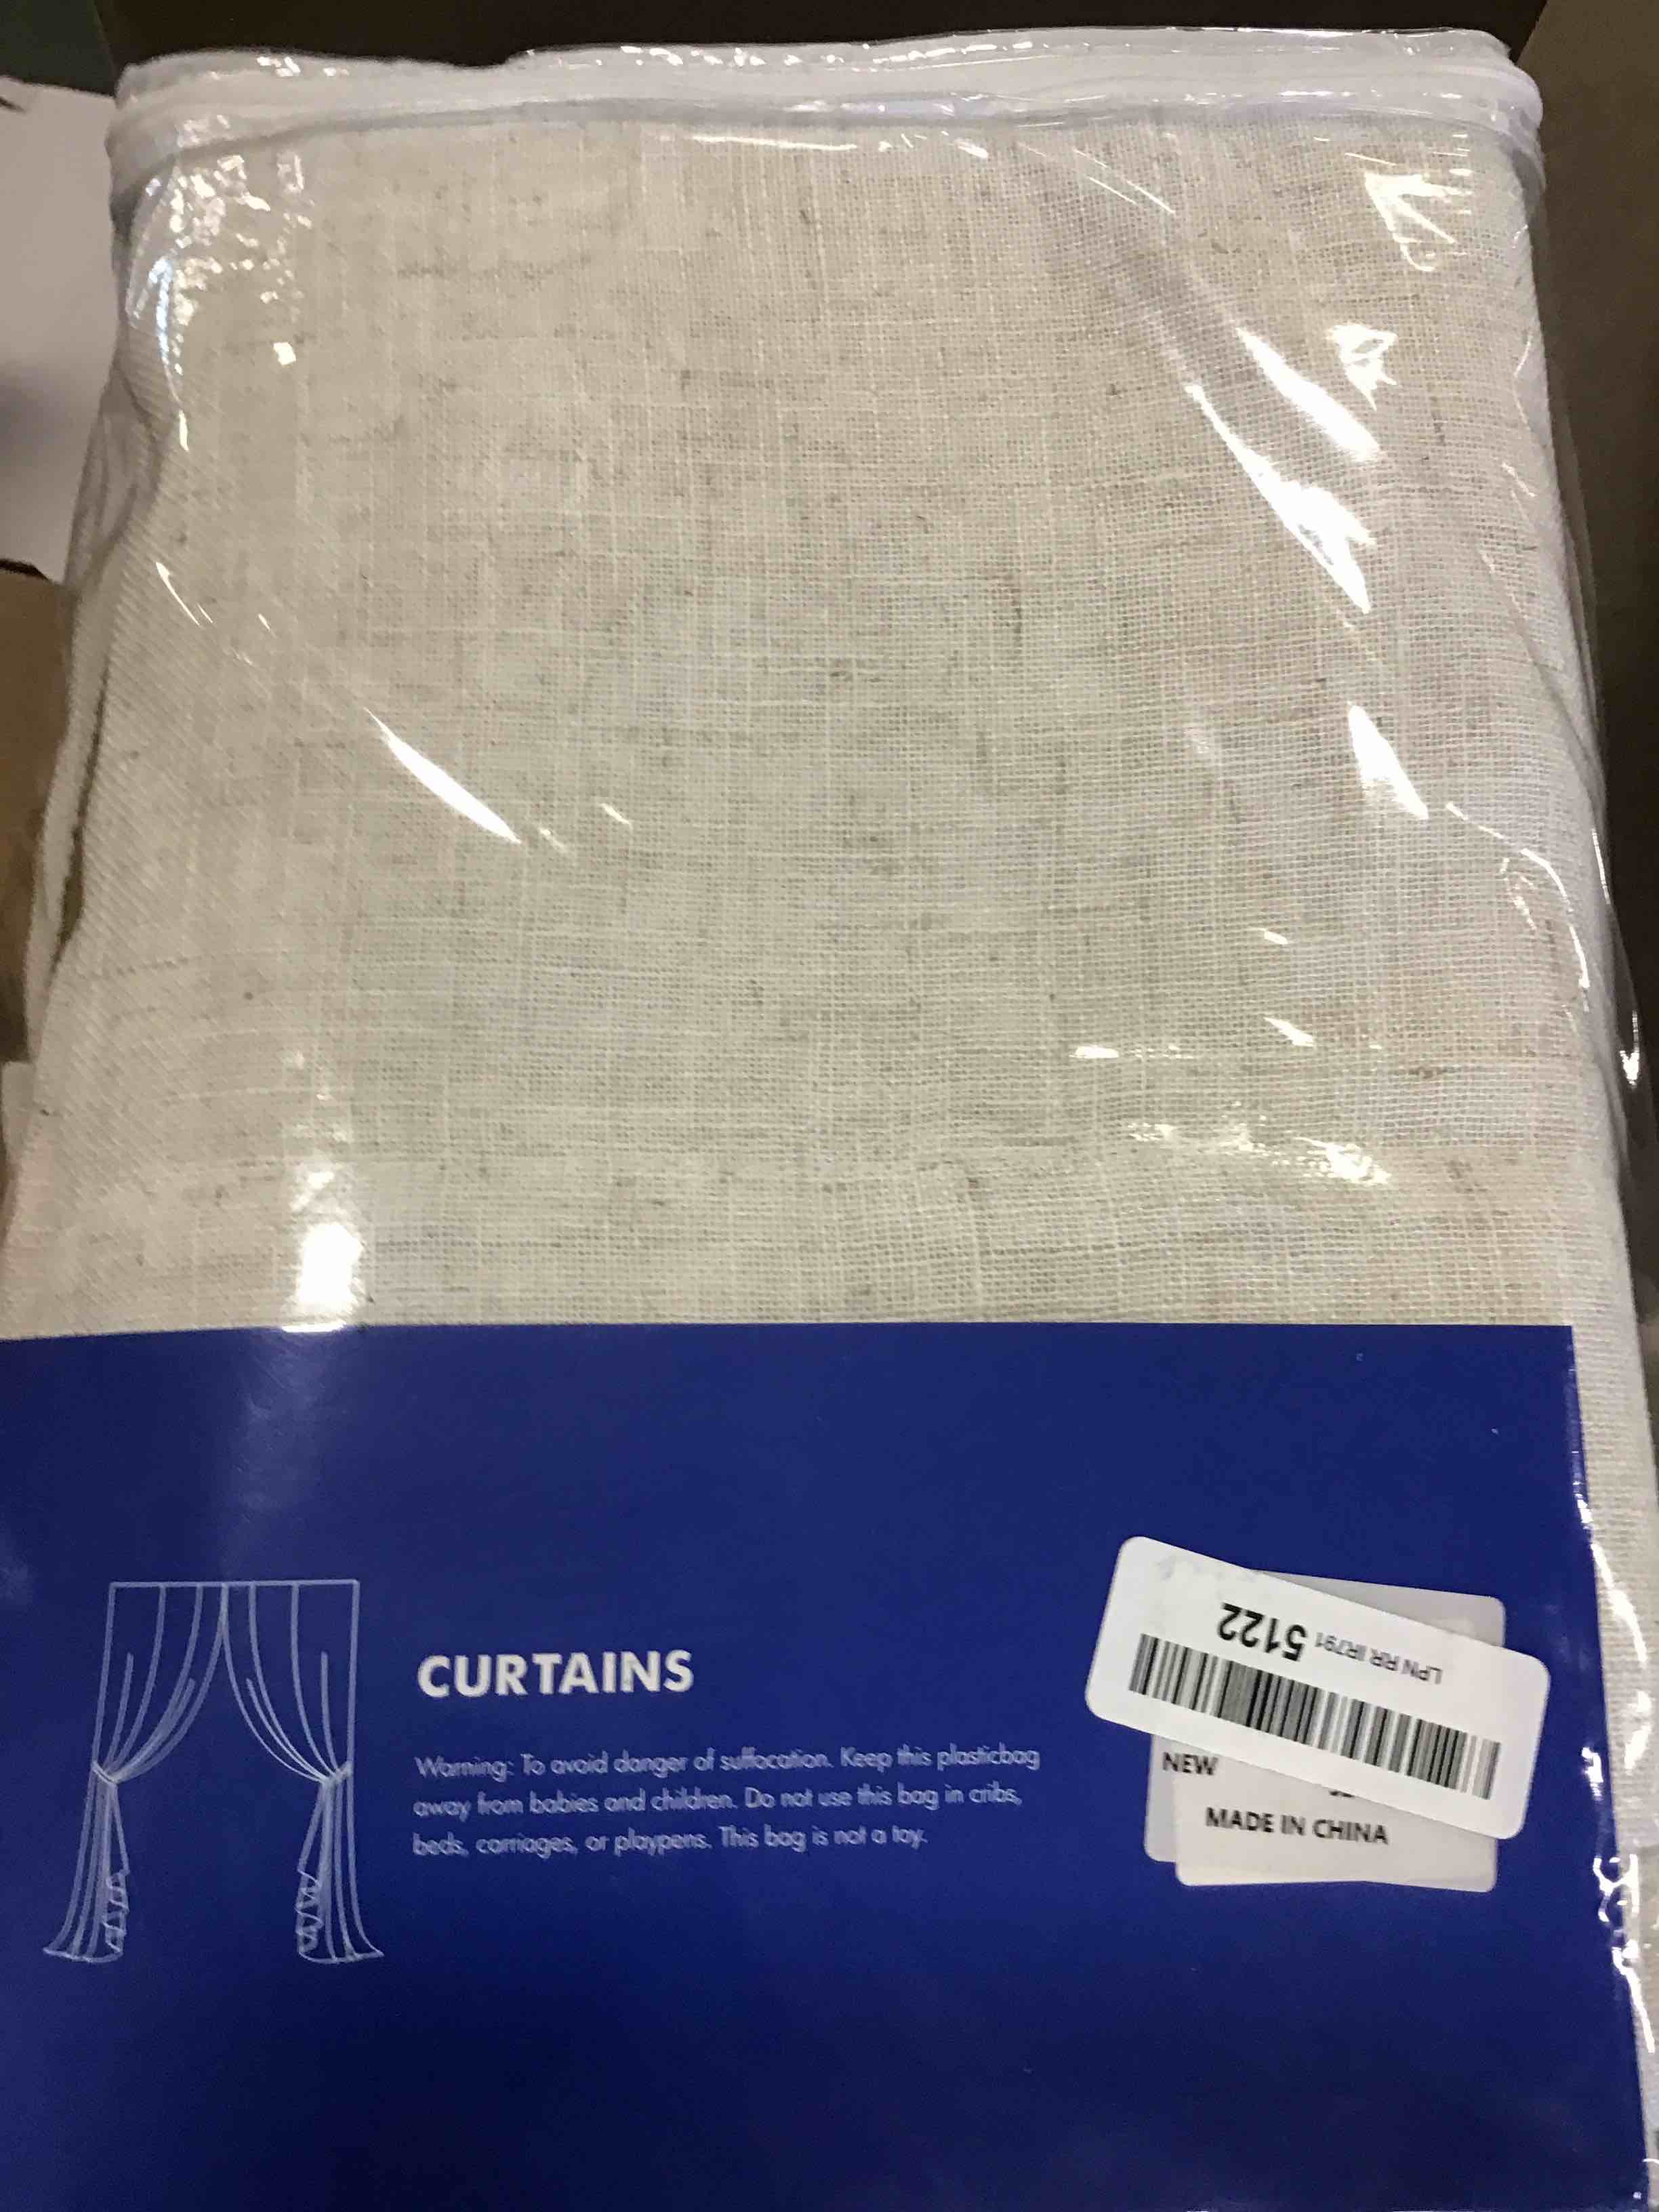 CURTAINS
Warning: To avoid danger of suffocation. Keep this plasticbag
away from babies and children. Do not use this bag in cribs,
beds, carriages, or playpens. This bag is not a toy.
LPN RR IR791 5122
NEW
MADE IN CHINA